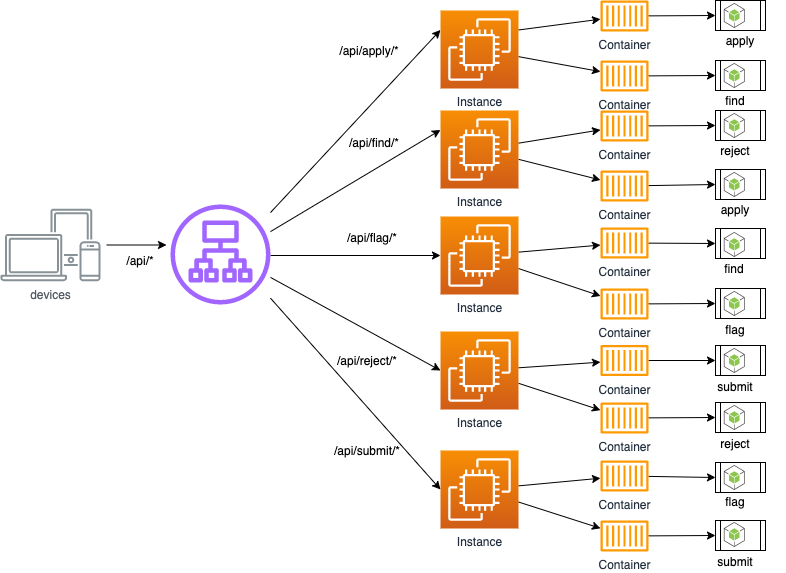 /api/*
devices
/api/apply/*
/api/find/*
/api/flag/*
/api/reject/*
/api/submit/*
Instance
Container
apply
Container
find
Instance
Container
reject
Container
apply
Instance
Container
find
Container
flag
Instance
Container
submit
Container
reject
Instance
Container
flag
Container
submit